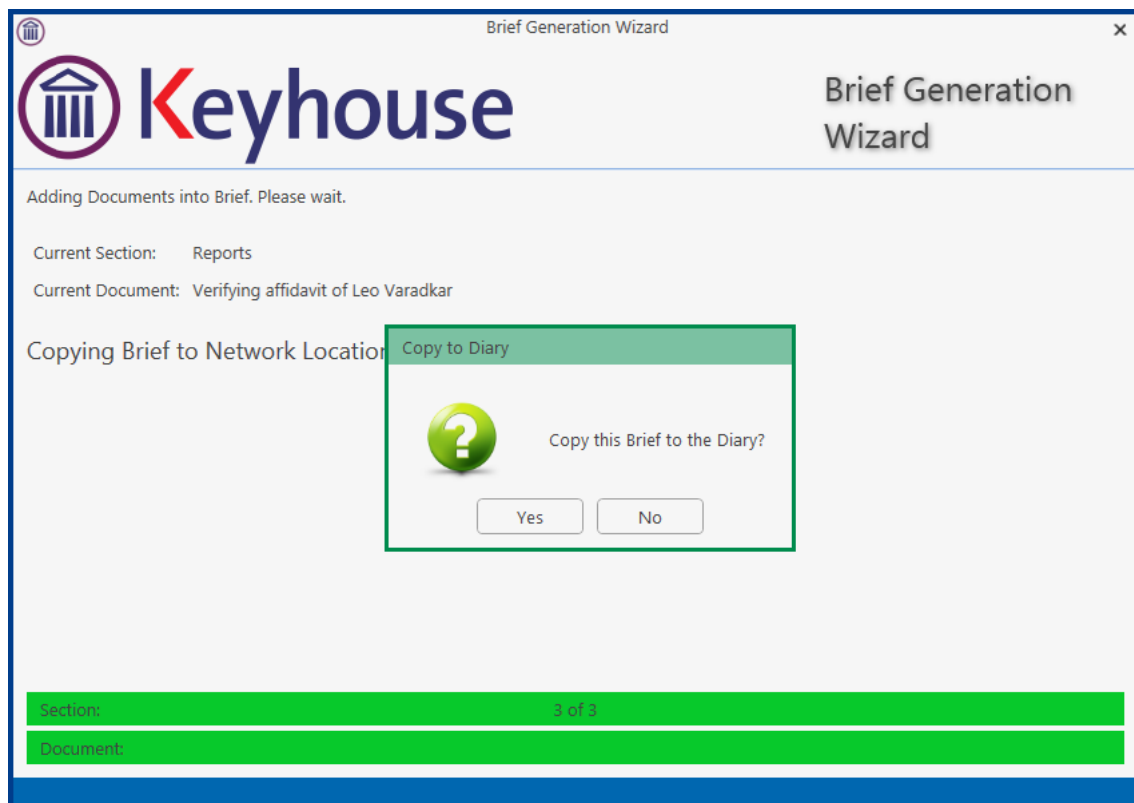 Brief Generation Wizard
Keyhouse
Brief Generation
Wizard
Adding Documents into Brief. Please wait.
Current Section: Reports
Current Document: Verifying affidavit of Leo Varadkar
Copying Brief to Network Location
Copy to Diary
Copy this Brief to the Diary?
Yes No
Section: 3 of 3
Document: